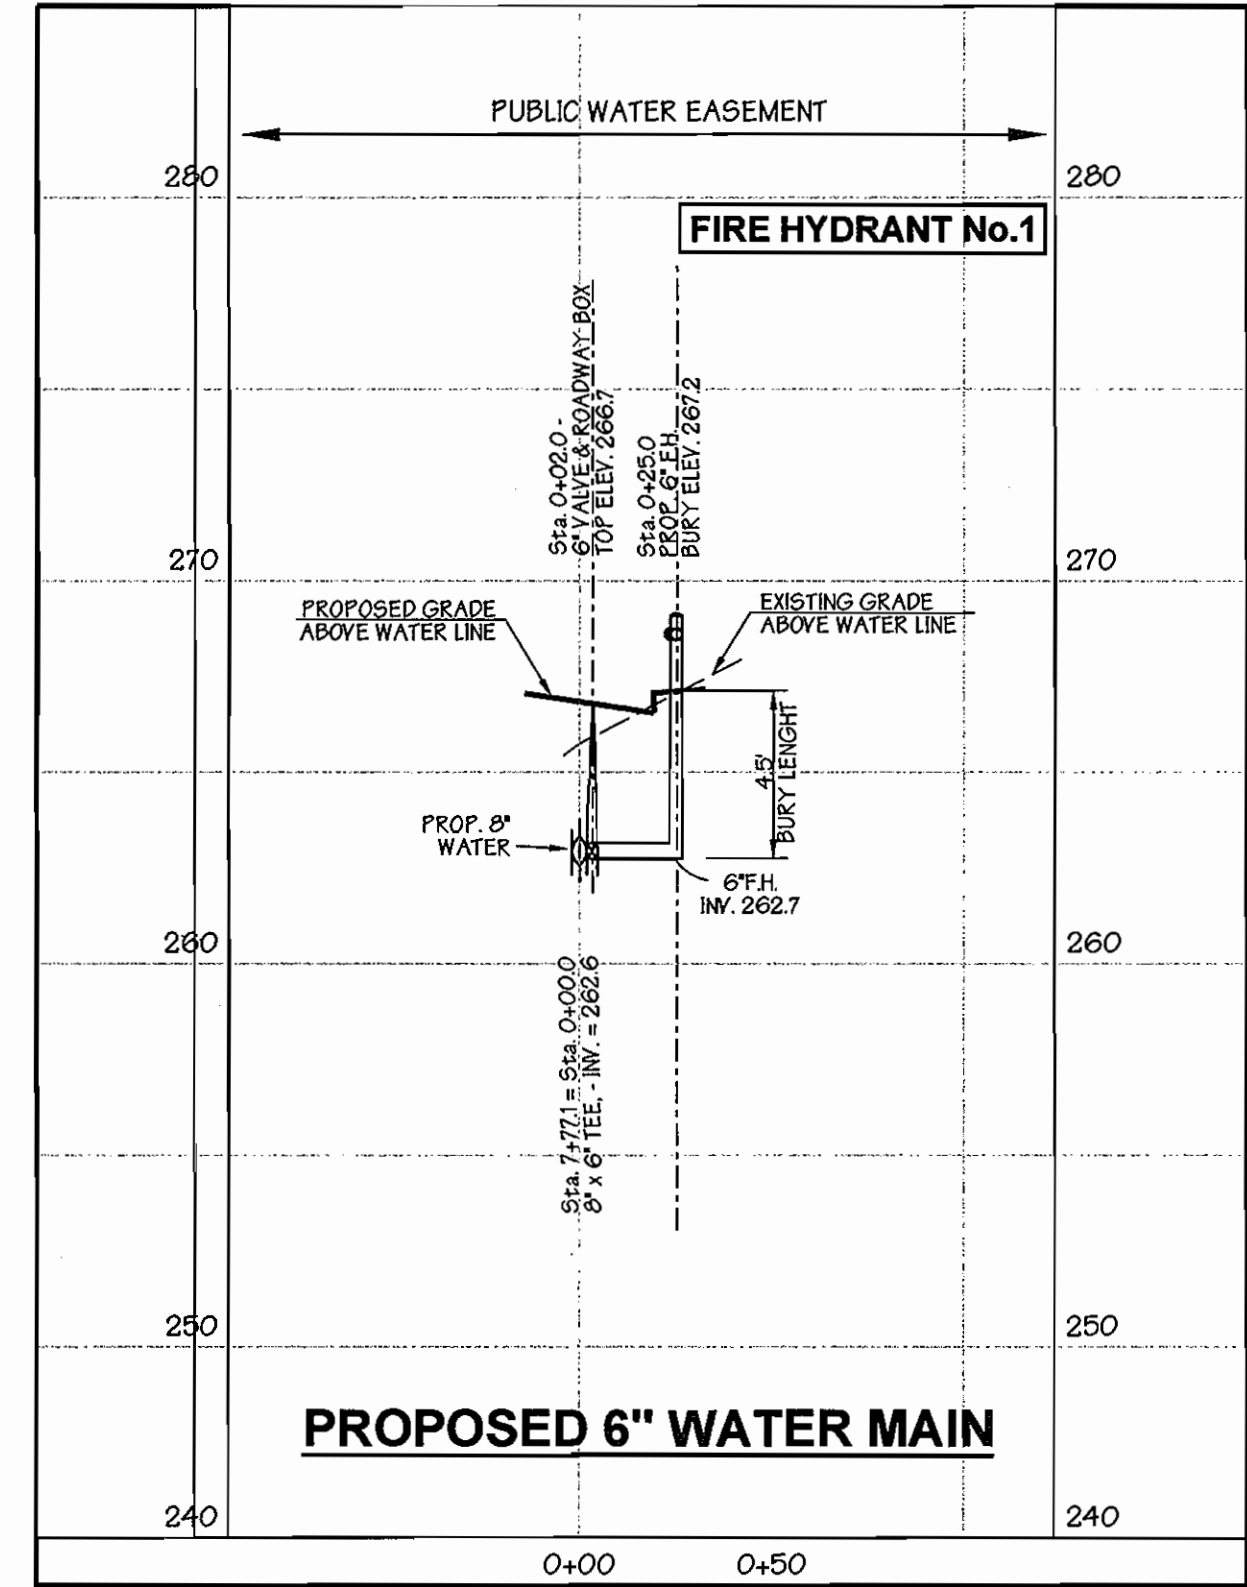 PUBLIC WATER EASEMENT
280
280
FIRE HYDRANT No.1
Sta. 0+02.0 -
6" VALVE & ROADWAY BOX
TOP ELEV. 266.7
Sta. 0+25.0
PROP. 6" F.H.
BURY ELEV. 267.2
270
270
PROPOSED GRADE
ABOVE WATER LINE
EXISTING GRADE
ABOVE WATER LINE
4.5'
BURY LENGHT
PROP. 8"
WATER
6"F.H.
INV. 262.7
260
260
Sta. 7+77.1 = Sta. 0+00.0
8" x 6" TEE, - INV. = 262.6
250
250
PROPOSED 6" WATER MAIN
240
240
0+00
0+50